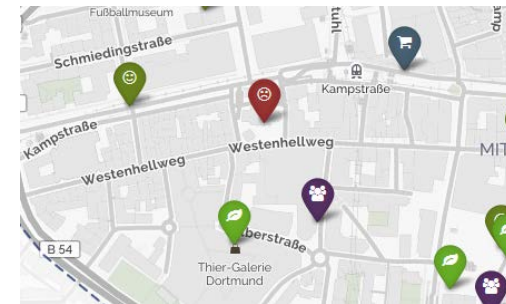 Fußballmuseum
Schmiedingstraße
Kampstraße
Kampstraße
Westenhellweg
Westenhellweg
B 54
Thier-Galerie
Dortmund